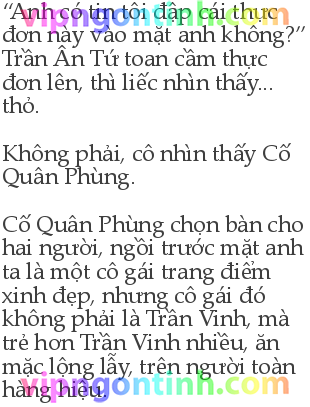 “Anh có tin tôi đập cái thực
đơn này vào mặt anh không?”
Trần Ân Tứ toan cầm thực
đơn lên, thì liếc nhìn thấy...
thỏ.
Không phải, cô nhìn thấy Cố
Quân Phùng.
Cố Quân Phùng chọn bàn cho
hai người, ngồi trước mặt anh
ta là một cô gái trang điểm
xinh đẹp, nhưng cô gái đó
không phải là Trần Vinh, mà
trẻ hơn Trần Vinh nhiều, ăn
mặc lộng lẫy, trên người toàn
hàng hiệu.
vipngontinh.com
vipngontinh.com